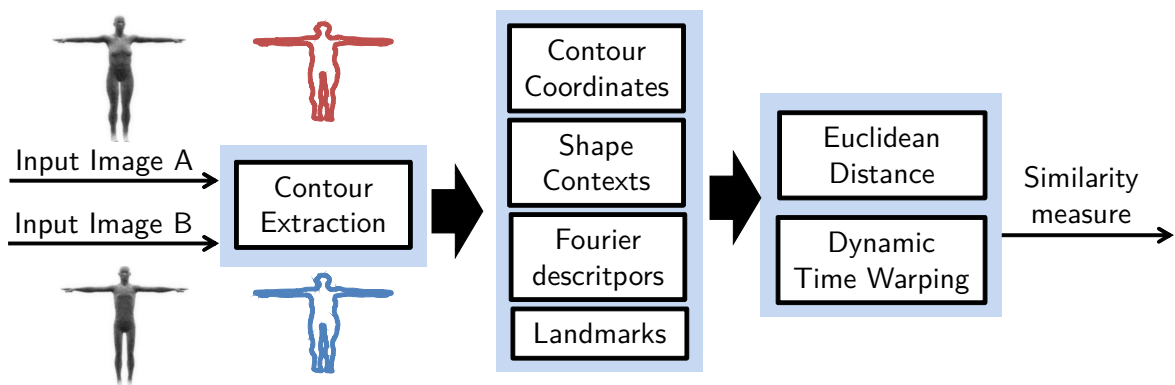 Input Image A
Input Image B
Contour
Extraction
Contour
Coordinates
Shape
Contexts
Fourier
descritpors
Landmarks
Euclidean
Distance
Dynamic
Time Warping
Similarity
measure